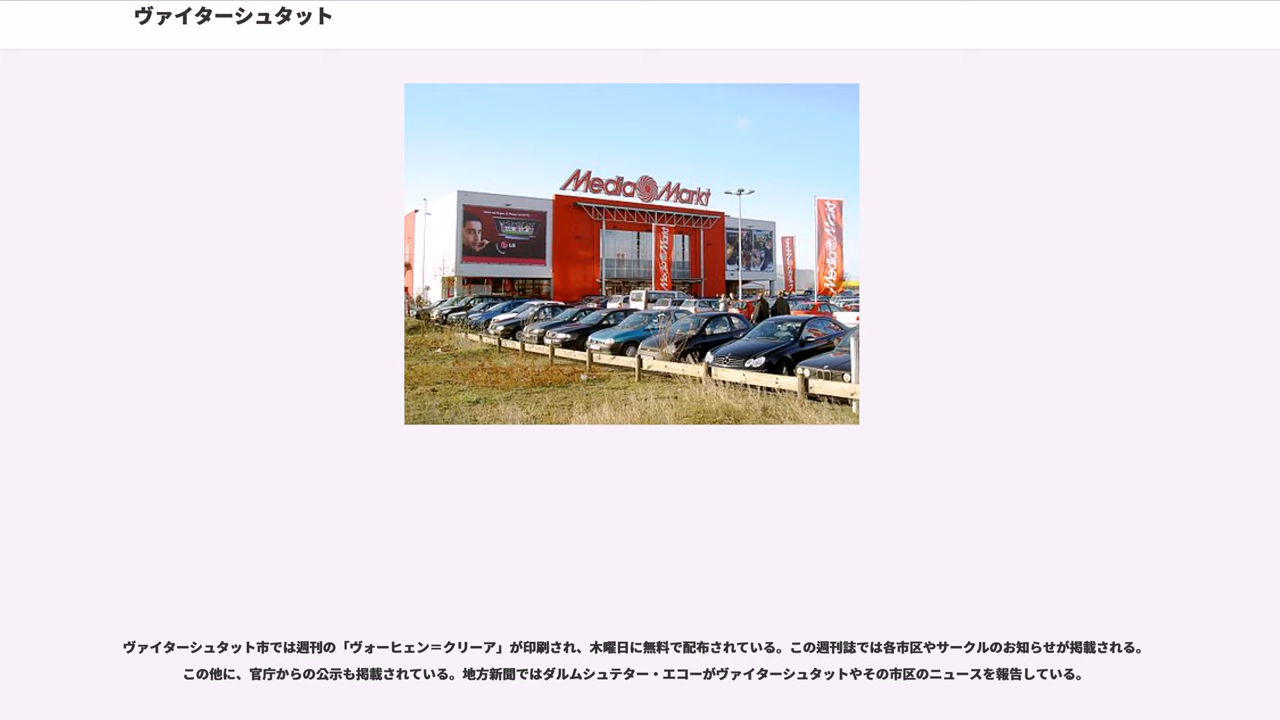 ヴァイターシュタット
Media Markt
LG
Media Markt
Media Markt
ヴァイターシュタット市では週刊の「ヴォーヒェン＝クリーア」が印刷され、木曜日に無料で配布されている。この週刊誌では各市区やサークルのお知らせが掲載される。
この他に、官庁からの公示も掲載されている。地方新聞ではダルムシュテター・エコーがヴァイターシュタットやその市区のニュースを報告している。